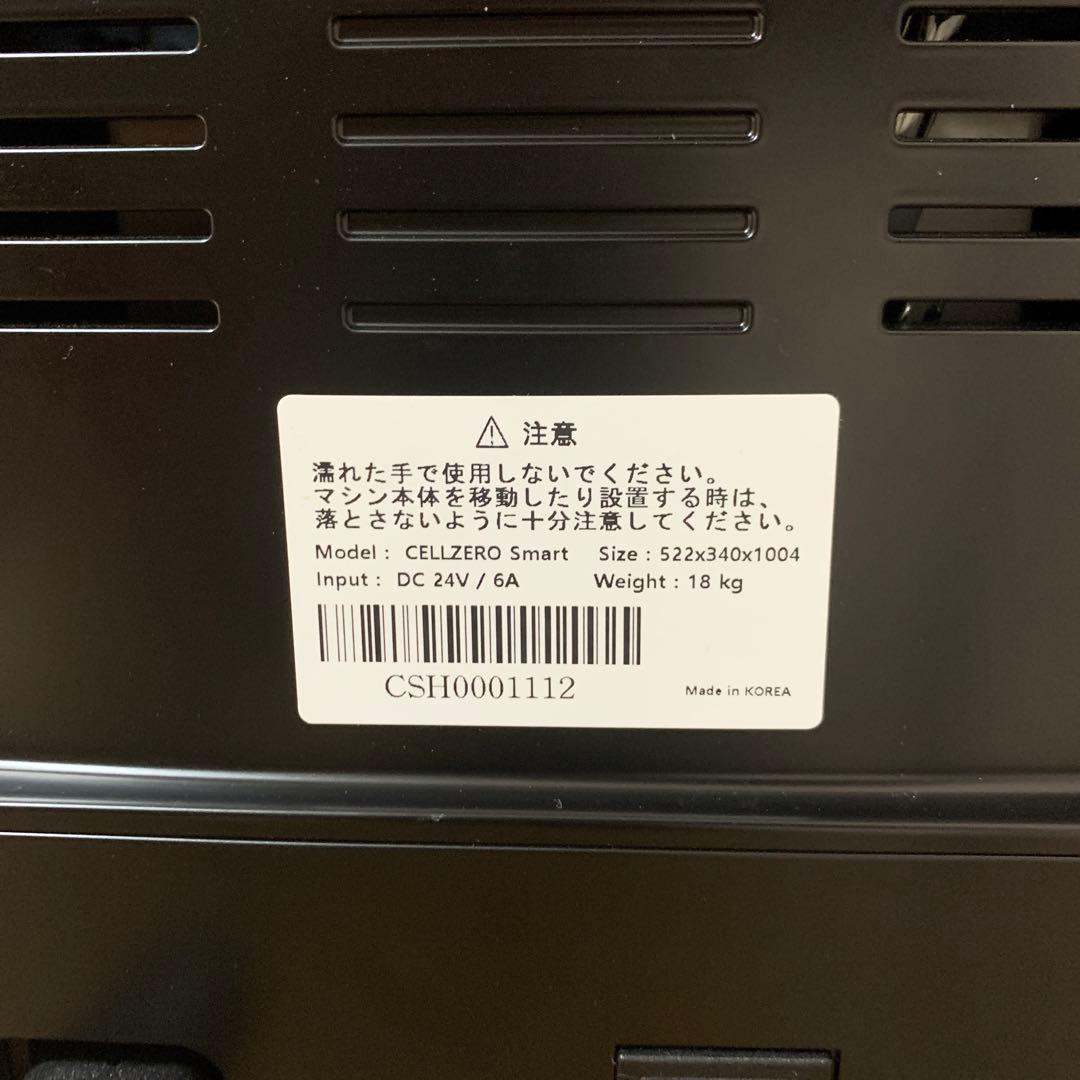 注意
濡れた手で使用しないでください。
マシン本体を移動したり設置する時は、
落とさないように十分注意してください。
Model : CELLZERO Smart Size : 522x340x1004
Input : DC 24V / 6A Weight : 18 kg
CSH0001112
Made in KOREA